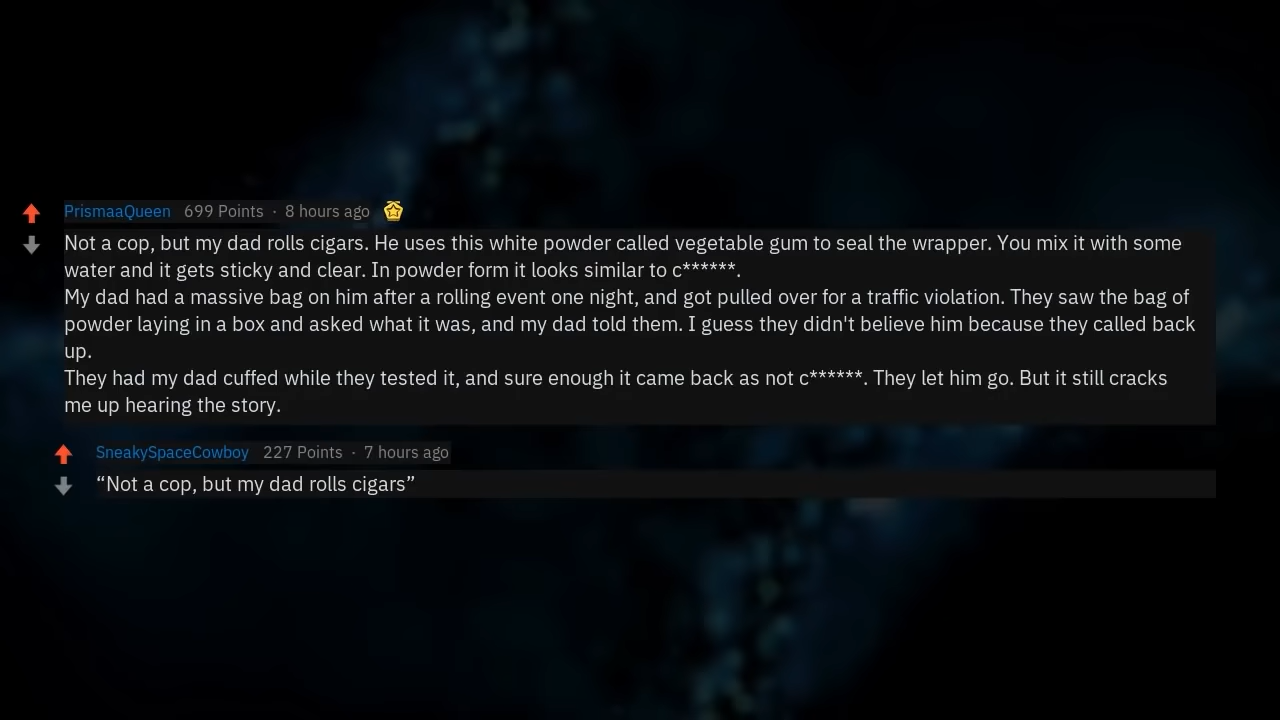 PrismaaQueen 699 Points · 8 hours ago
Not a cop, but my dad rolls cigars. He uses this white powder called vegetable gum to seal the wrapper. You mix it with some
water and it gets sticky and clear. In powder form it looks similar to c******.
My dad had a massive bag on him after a rolling event one night, and got pulled over for a traffic violation. They saw the bag of
powder laying in a box and asked what it was, and my dad told them. I guess they didn't believe him because they called back
up.
They had my dad cuffed while they tested it, and sure enough it came back as not c******. They let him go. But it still cracks
me up hearing the story.
SneakySpaceCowboy 227 Points · 7 hours ago
“Not a cop, but my dad rolls cigars”